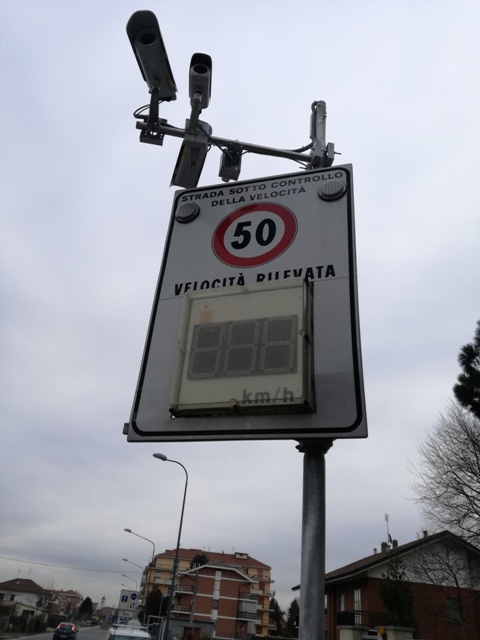 STRADA SOTTO CONTROLLO
DELLA VELOCITÀ
50
VELOCITÀ RILEVATA
km/h